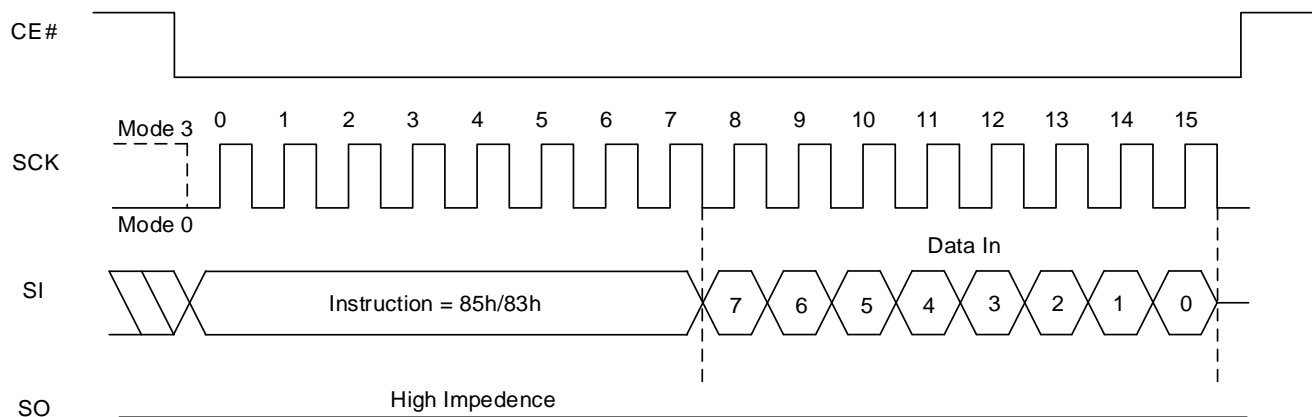 CE#
Mode 3
0 1 2 3 4 5 6 7 8 9 10 11 12 13 14 15
SCK
Mode 0
Data In
SI
Instruction = 85h/83h
7 6 5 4 3 2 1 0
High Impedence
SO